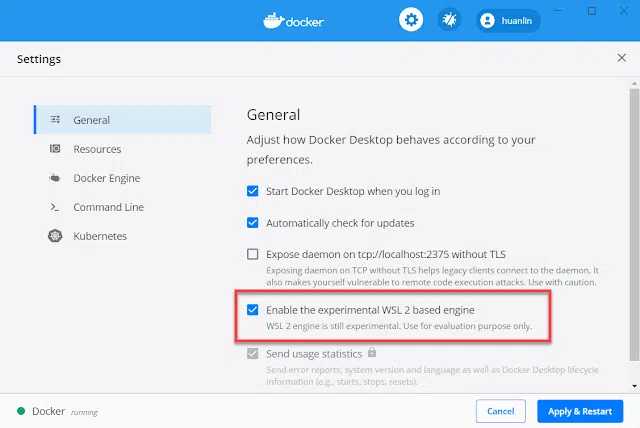 docker
huanlin
Settings
General
Resources
Docker Engine
Command Line
Kubernetes
General
Adjust how Docker Desktop behaves according to your
preferences.
Start Docker Desktop when you log in
Automatically check for updates
Expose daemon on tcp://localhost:2375 without TLS
Exposing daemon on TCP without TLS helps legacy clients connect to the daemon. It
also makes yourself vulnerable to remote code execution attacks. Use with caution.
Enable the experimental WSL 2 based engine
WSL 2 engine is still experimental. Use for evaluation purpose only.
Send usage statistics
Send error reports, system version and language as well as Docker Desktop lifecycle
information (e.g., starts, stops, resets).
Docker running
Cancel
Apply & Restart